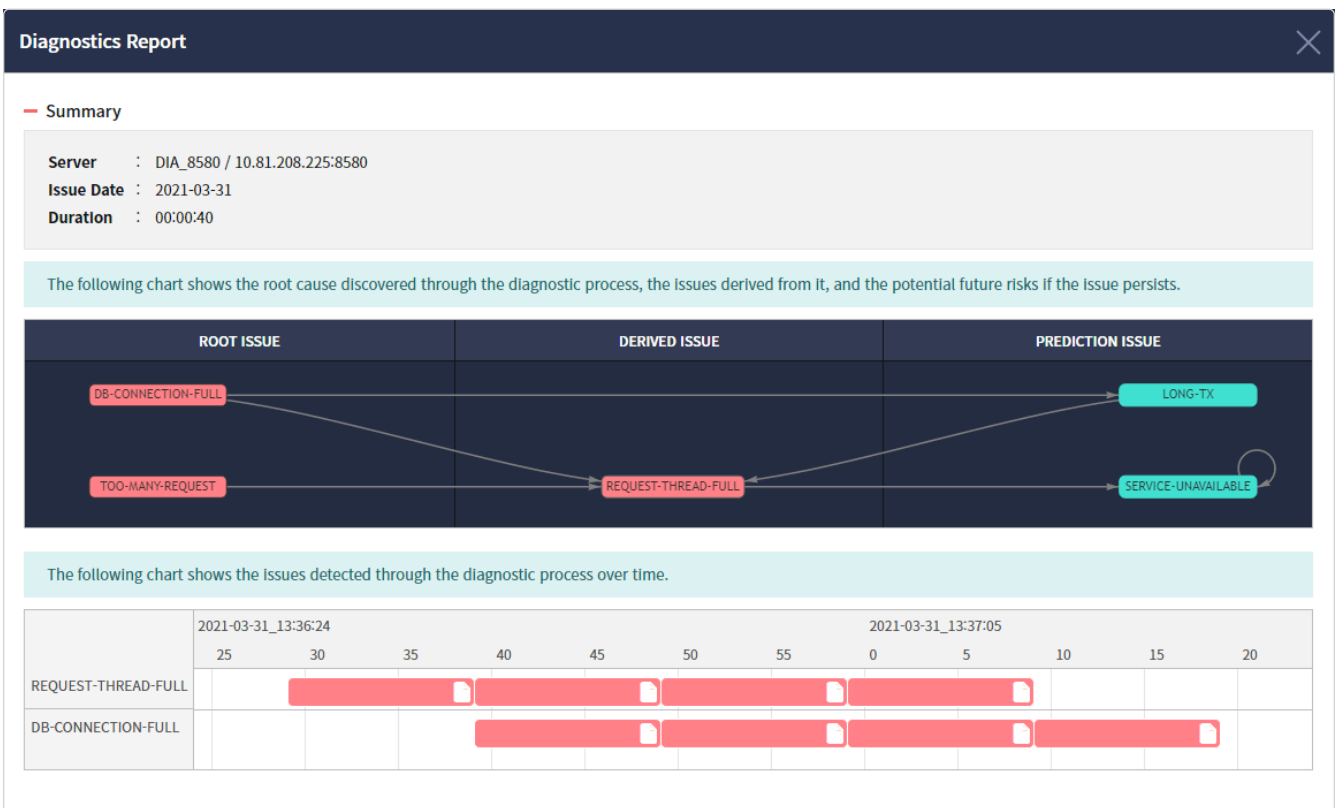 Diagnostics Report
Summary
Server : DIA_8580 / 10.81.208.225:8580
Issue Date : 2021-03-31
Duration : 00:00:40
The following chart shows the root cause discovered through the diagnostic process, the issues derived from it, and the potential future risks if the issue persists.
ROOT ISSUE DERIVED ISSUE PREDICTION ISSUE
DB-CONNECTION-FULL LONG-TX
TOO-MANY-REQUEST REQUEST-THREAD-FULL SERVICE-UNAVAILABLE
The following chart shows the issues detected through the diagnostic process over time.
2021-03-31_13:36:24 2021-03-31_13:37:05
25 30 35 40 45 50 55 0 5 10 15 20
REQUEST-THREAD-FULL
DB-CONNECTION-FULL